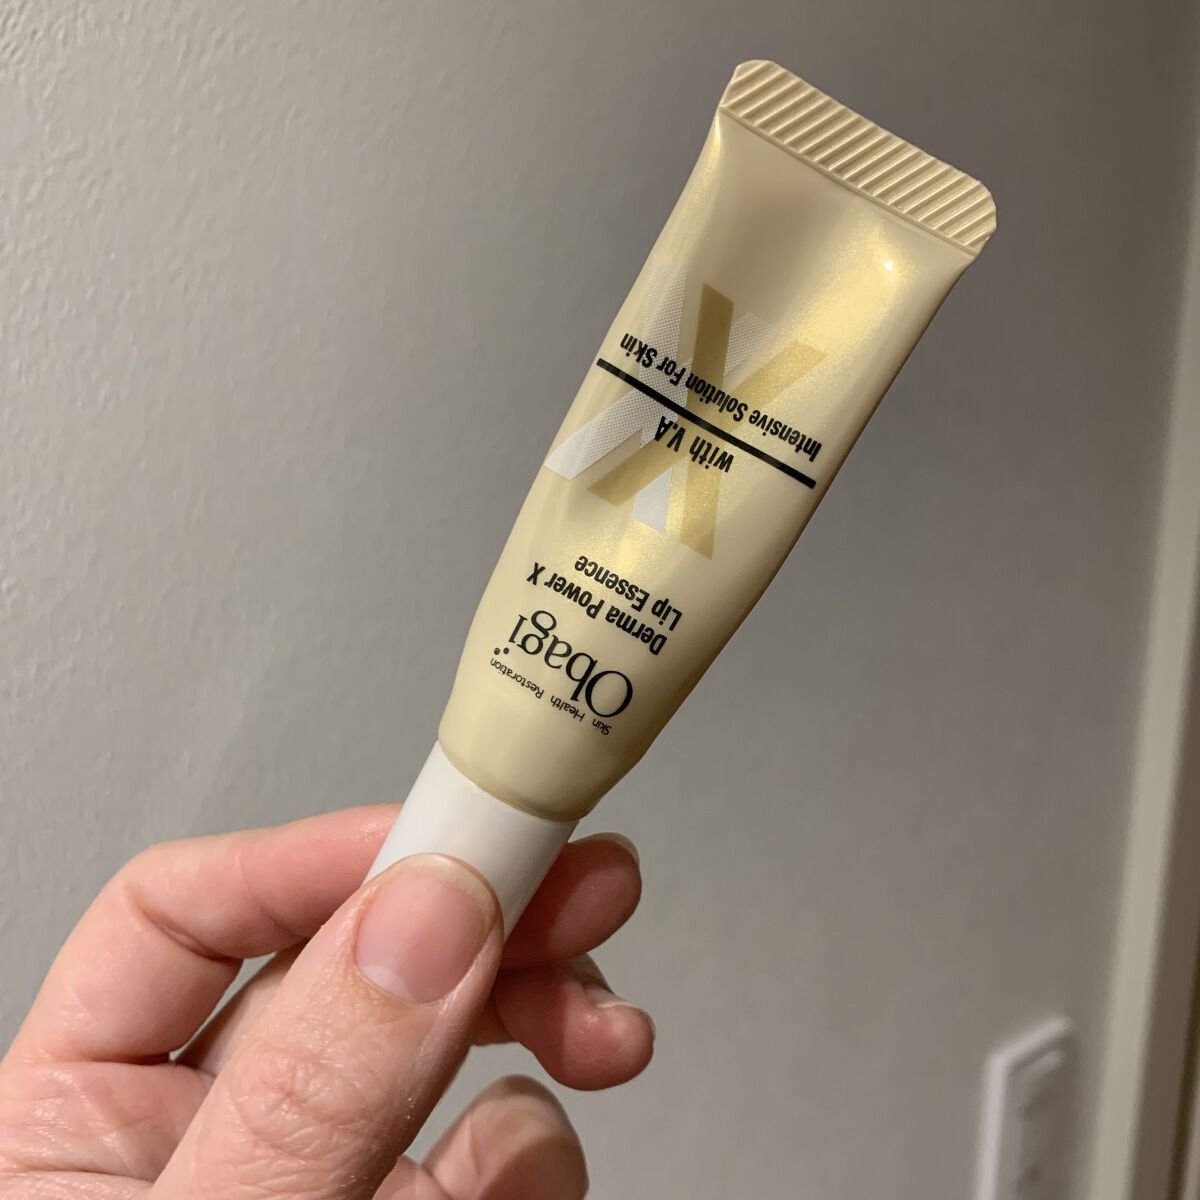 Skin Health Restoration
Obagi
Derma Power X
Lip Essence
with V.A
Intensive Solution For Skin
X